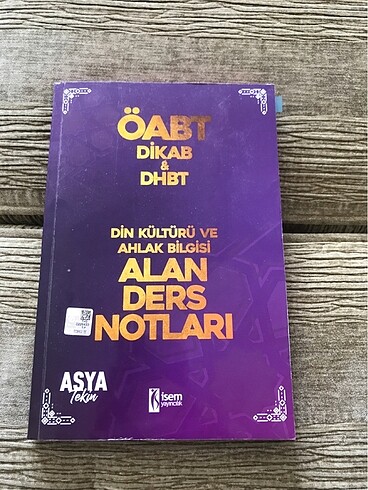 ÖABT
DİKAB
&
DHBT
DİN KÜLTÜRÜ VE
AHLAK BİLGİSİ
ALAN
DERS
NOTLARI
ASYA
Tekin
isem
yayıncılık